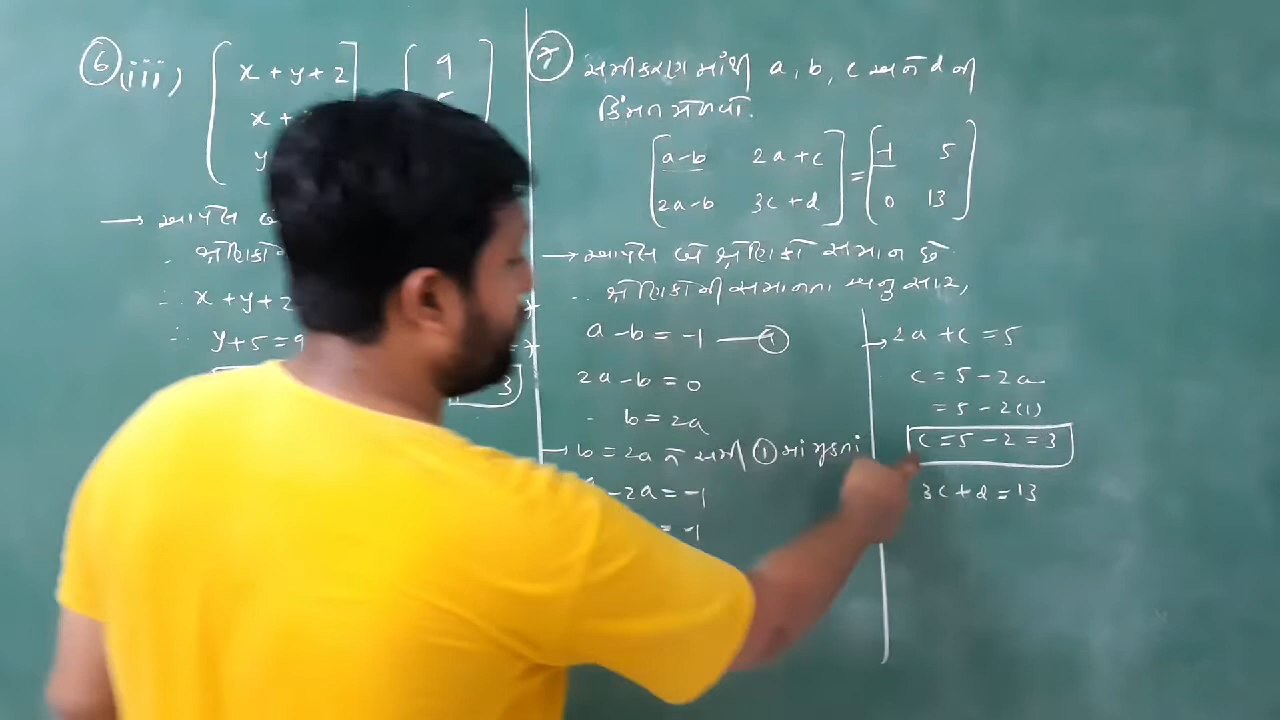 6 (iii) [ x + y + z ] [ 9
x +
y
→ આપેલ બે
શ્રેણિકો
∴ x + y + z
∴ y + 5 = 9
3
7 સમીકરણ માંથી a, b, c અને d ની
કિંમત મેળવો.
[ a - b 2a + c ] = [ -1 5 ]
[ 2a - b 3c + d ] [ 0 13 ]
→ આપેલ બે શ્રેણિકો સમાન છે
∴ શ્રેણિકોની સમાનતા અનુસાર,
a - b = -1 — 1
2a - b = 0
∴ b = 2a
→ b = 2a ને સમી 1 માં મુકતાં
- 2a = -1
= -1
→ 2a + c = 5
c = 5 - 2a
= 5 - 2(1)
c = 5 - 2 = 3
3c + d = 13